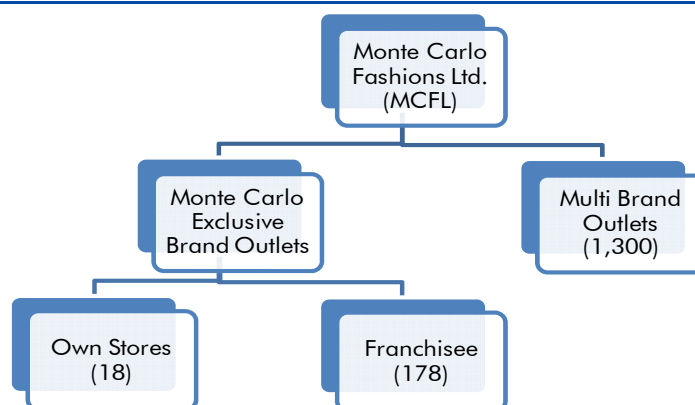 Monte Carlo
Fashions Ltd.
(MCFL)
Monte Carlo
Exclusive
Brand Outlets
Multi Brand
Outlets
(1,300)
Own Stores
(18)
Franchisee
(178)